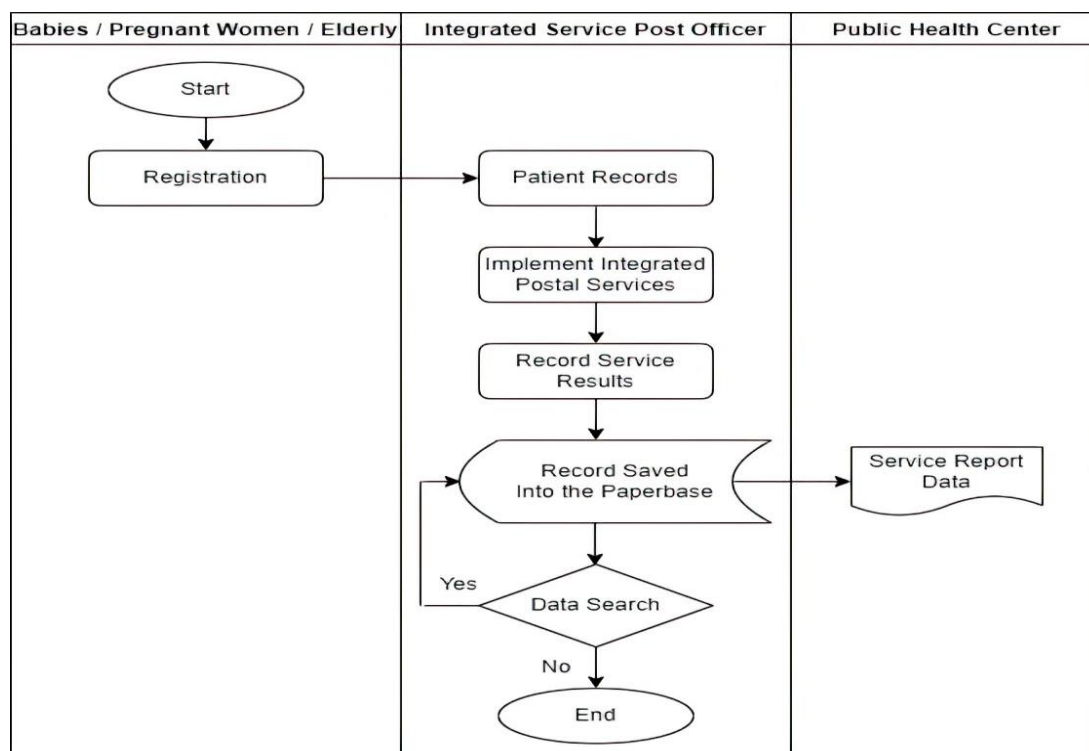 Babies / Pregnant Women / Elderly
Integrated Service Post Officer
Public Health Center
Start
Registration
Patient Records
Implement Integrated
Postal Services
Record Service
Results
Record Saved
Into the Paperbase
Service Report
Data
Yes
Data Search
No
End